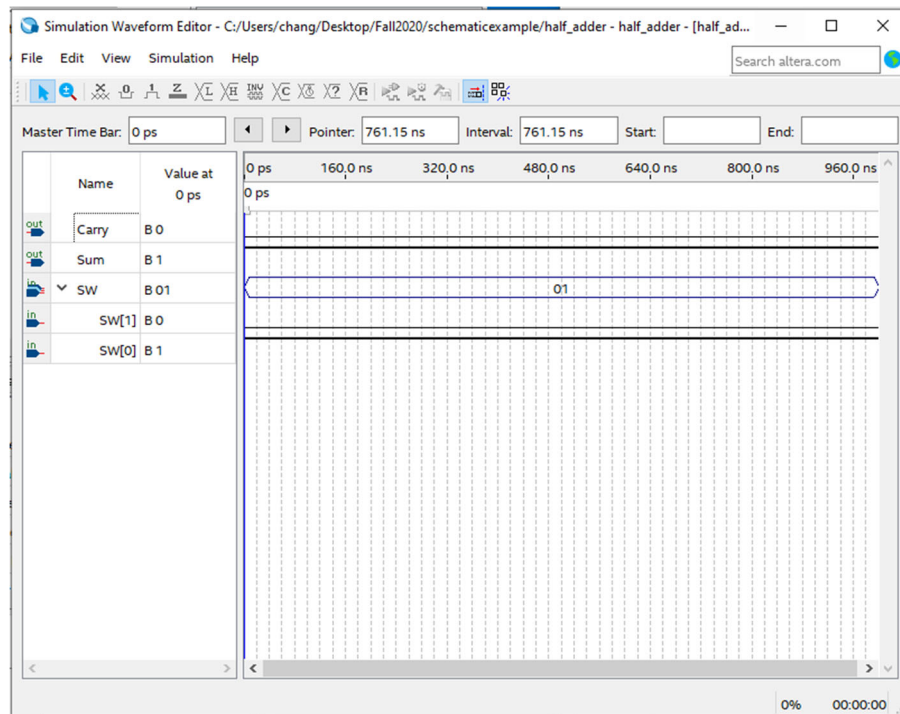 Simulation Waveform Editor - C:/Users/chang/Desktop/Fall2020/schematicexample/half_adder - half_adder - [half_ad...
File Edit View Simulation Help
Search altera.com
Master Time Bar: 0 ps Pointer: 761.15 ns Interval: 761.15 ns Start: End:
Name Value at 0 ps
0 ps 160.0 ns 320.0 ns 480.0 ns 640.0 ns 800.0 ns 960.0 ns
0 ps
out Carry B 0
out Sum B 1
in SW B 01 01
in SW[1] B 0
in SW[0] B 1
0% 00:00:00